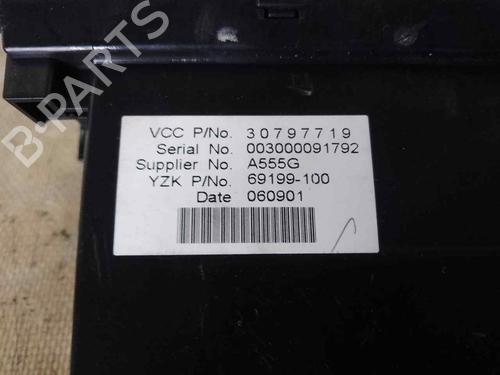 B-PARTS
VCC P/No. 30797719
Serial No. 003000091792
Supplier No. A555G
YZK P/No. 69199-100
Date 060901